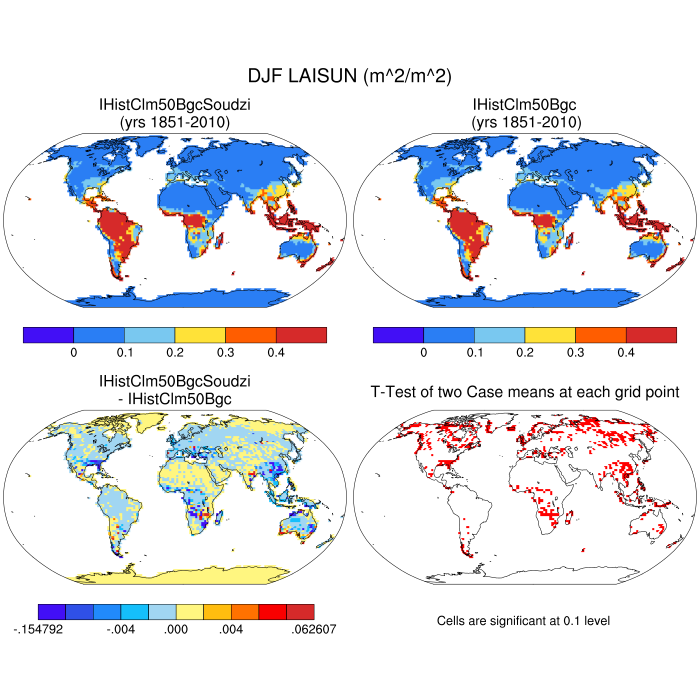 DJF LAISUN (m^2/m^2)
IHistClm50BgcSoudzi
(yrs 1851-2010)
IHistClm50Bgc
(yrs 1851-2010)
0 0.1 0.2 0.3 0.4
0 0.1 0.2 0.3 0.4
IHistClm50BgcSoudzi
- IHistClm50Bgc
T-Test of two Case means at each grid point
-.154792 -.004 .000 .004 .062607
Cells are significant at 0.1 level